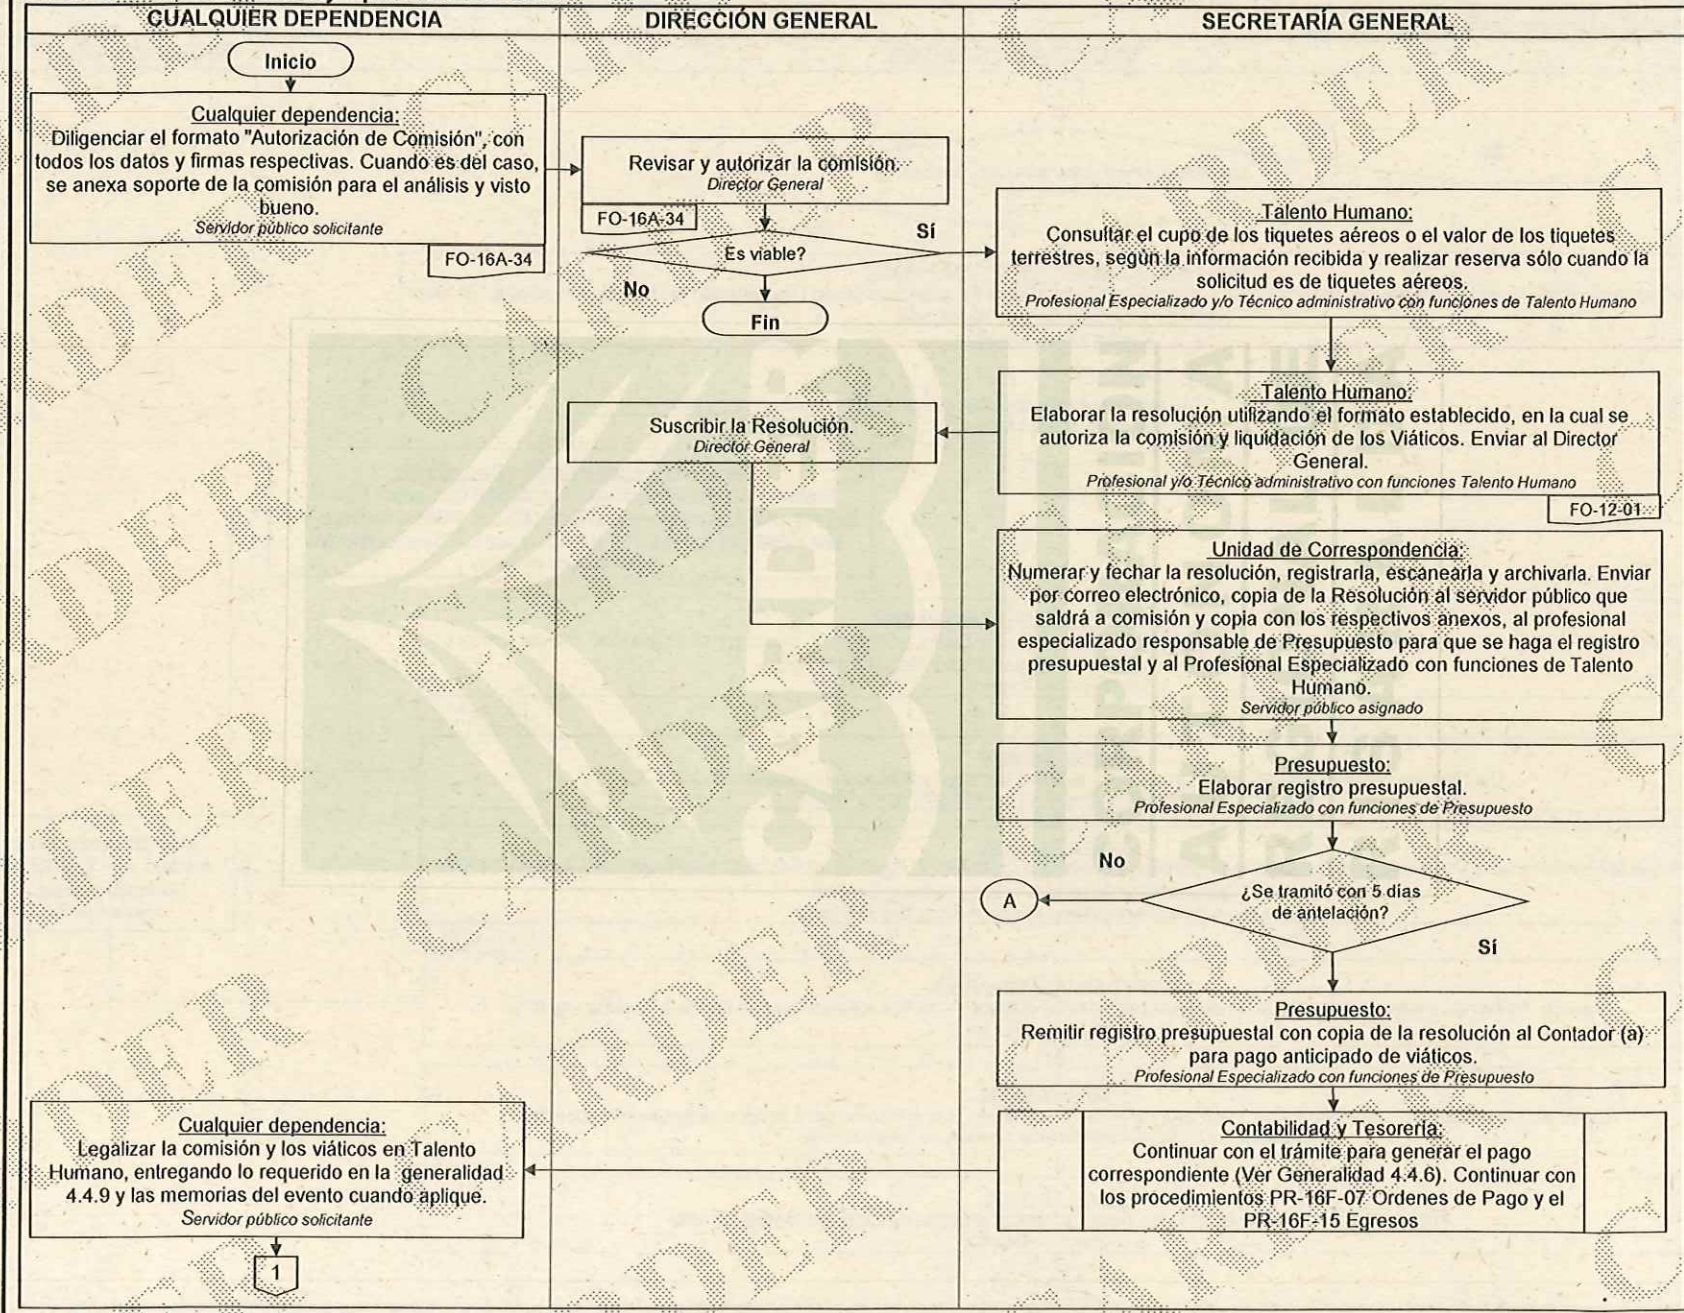 CUALQUIER DEPENDENCIA
DIRECCIÓN GENERAL
SECRETARÍA GENERAL
Inicio
Cualquier dependencia:
Diligenciar el formato "Autorización de Comisión", con
todos los datos y firmas respectivas. Cuando es del caso,
se anexa soporte de la comisión para el análisis y visto
bueno.
Servidor público solicitante
FO-16A-34
Revisar y autorizar la comisión.
Director General
FO-16A-34
Es viable?
Sí
No
Fin
Talento Humano:
Consultar el cupo de los tiquetes aéreos o el valor de los tiquetes
terrestres, según la información recibida y realizar reserva sólo cuando la
solicitud es de tiquetes aéreos.
Profesional Especializado y/o Técnico administrativo con funciones de Talento Humano
Talento Humano:
Elaborar la resolución utilizando el formato establecido, en la cual se
autoriza la comisión y liquidación de los Viáticos. Enviar al Director
General.
Profesional y/o Técnico administrativo con funciones Talento Humano
FO-12-01
Suscribir la Resolución.
Director General
Unidad de Correspondencia:
Numerar y fechar la resolución, registrarla, escanearla y archivarla. Enviar
por correo electrónico, copia de la Resolución al servidor público que
saldrá a comisión y copia con los respectivos anexos, al profesional
especializado responsable de Presupuesto para que se haga el registro
presupuestal y al Profesional Especializado con funciones de Talento
Humano.
Servidor público asignado
Presupuesto:
Elaborar registro presupuestal.
Profesional Especializado con funciones de Presupuesto
No
A
¿Se tramitó con 5 días
de antelación?
Sí
Presupuesto:
Remitir registro presupuestal con copia de la resolución al Contador (a)
para pago anticipado de viáticos.
Profesional Especializado con funciones de Presupuesto
Contabilidad y Tesorería:
Continuar con el trámite para generar el pago
correspondiente (Ver Generalidad 4.4.6). Continuar con
los procedimientos PR-16F-07 Ordenes de Pago y el
PR-16F-15 Egresos
Cualquier dependencia:
Legalizar la comisión y los viáticos en Talento
Humano, entregando lo requerido en la generalidad
4.4.9 y las memorias del evento cuando aplique.
Servidor público solicitante
1
CARDER